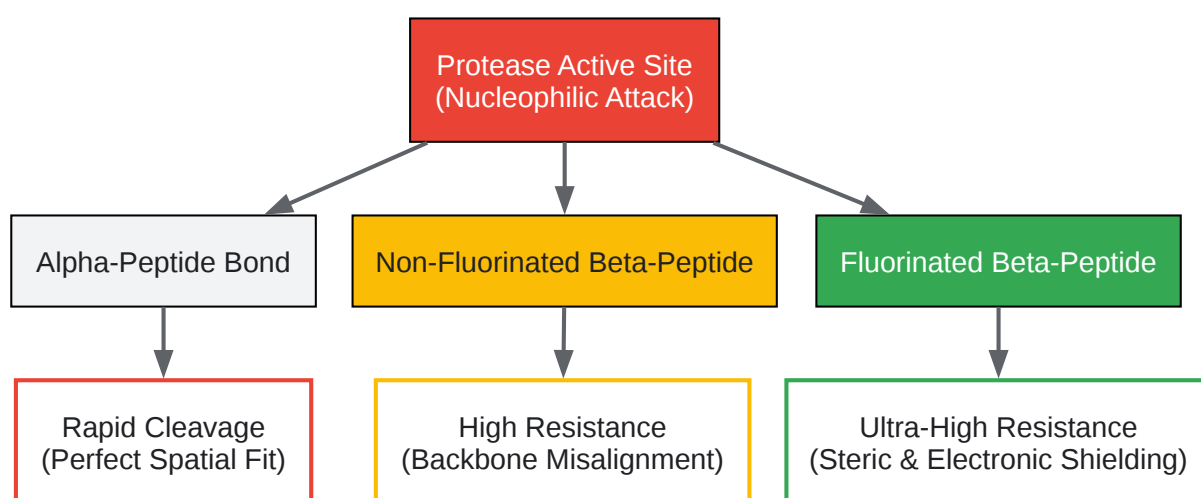 Protease Active Site
(Nucleophilic Attack)
Alpha-Peptide Bond
Non-Fluorinated Beta-Peptide
Fluorinated Beta-Peptide
Rapid Cleavage
(Perfect Spatial Fit)
High Resistance
(Backbone Misalignment)
Ultra-High Resistance
(Steric & Electronic Shielding)